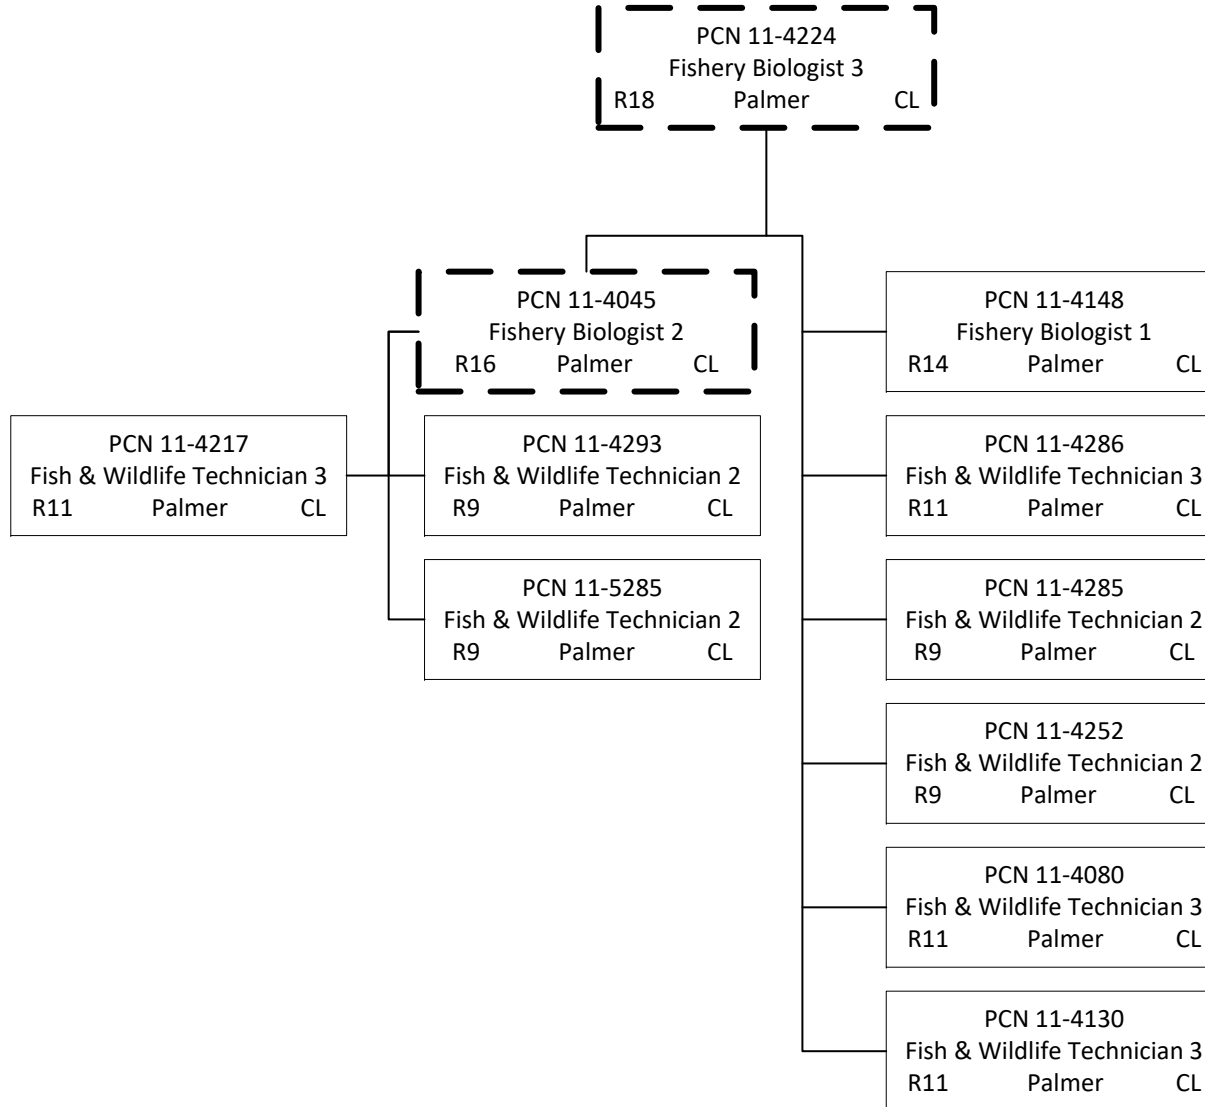 PCN 11-4224
Fishery Biologist 3
R18 Palmer CL
PCN 11-4045
Fishery Biologist 2
R16 Palmer CL
PCN 11-4148
Fishery Biologist 1
R14 Palmer CL
PCN 11-4217
Fish & Wildlife Technician 3
R11 Palmer CL
PCN 11-4293
Fish & Wildlife Technician 2
R9 Palmer CL
PCN 11-4286
Fish & Wildlife Technician 3
R11 Palmer CL
PCN 11-5285
Fish & Wildlife Technician 2
R9 Palmer CL
PCN 11-4285
Fish & Wildlife Technician 2
R9 Palmer CL
PCN 11-4252
Fish & Wildlife Technician 2
R9 Palmer CL
PCN 11-4080
Fish & Wildlife Technician 3
R11 Palmer CL
PCN 11-4130
Fish & Wildlife Technician 3
R11 Palmer CL